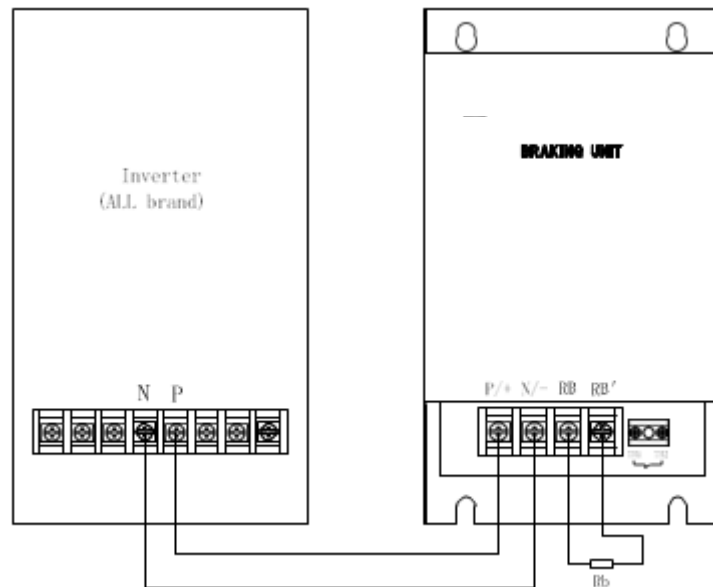 Inverter
(ALL brand)
N P
BRAKING UNIT
P/+ N/- RB RB'
Rb